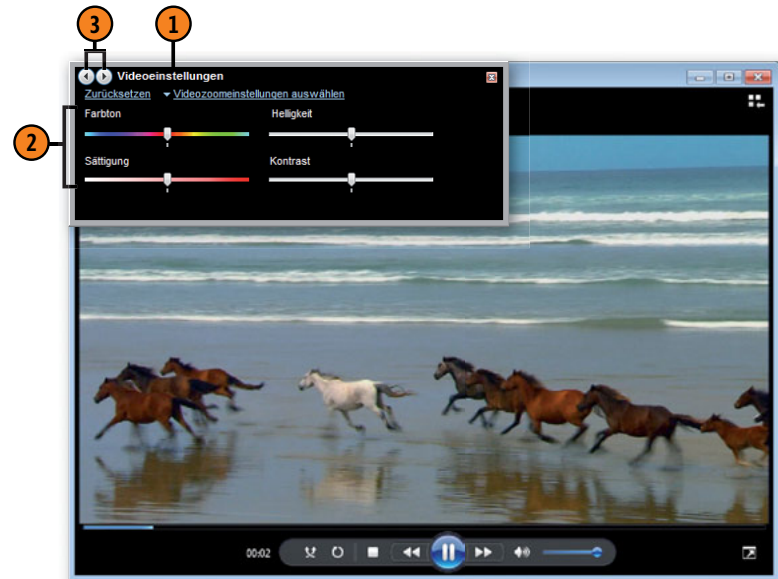 3
1
Videoeinstellungen
Zurücksetzen Videozoomeinstellungen auswählen
Farbton Helligkeit
2
Sättigung Kontrast
00:02